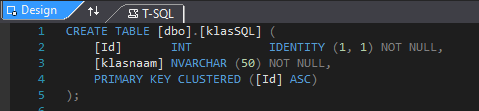 Design T-SQL
1 CREATE TABLE [dbo].[klasSQL] (
2 [Id] INT IDENTITY (1, 1) NOT NULL,
3 [klasnaam] NVARCHAR (50) NOT NULL,
4 PRIMARY KEY CLUSTERED ([Id] ASC)
5 );